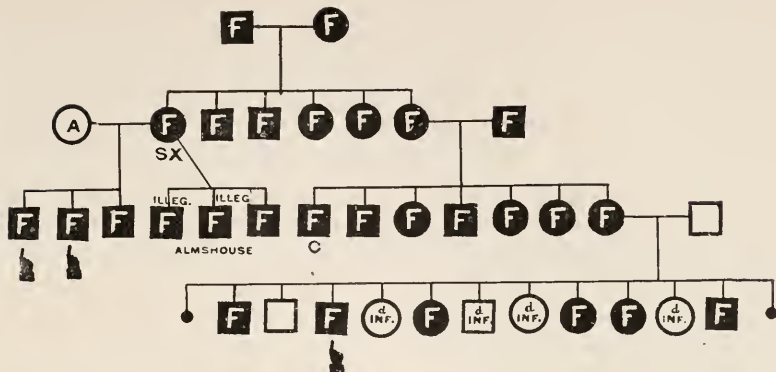 F F
A F F F F F F F
SX
ILLEG. ILLEG.
F F F F F F F F F F F F F
ALMSHOUSE C
F F d INF. F d INF. d INF. F F d INF. F